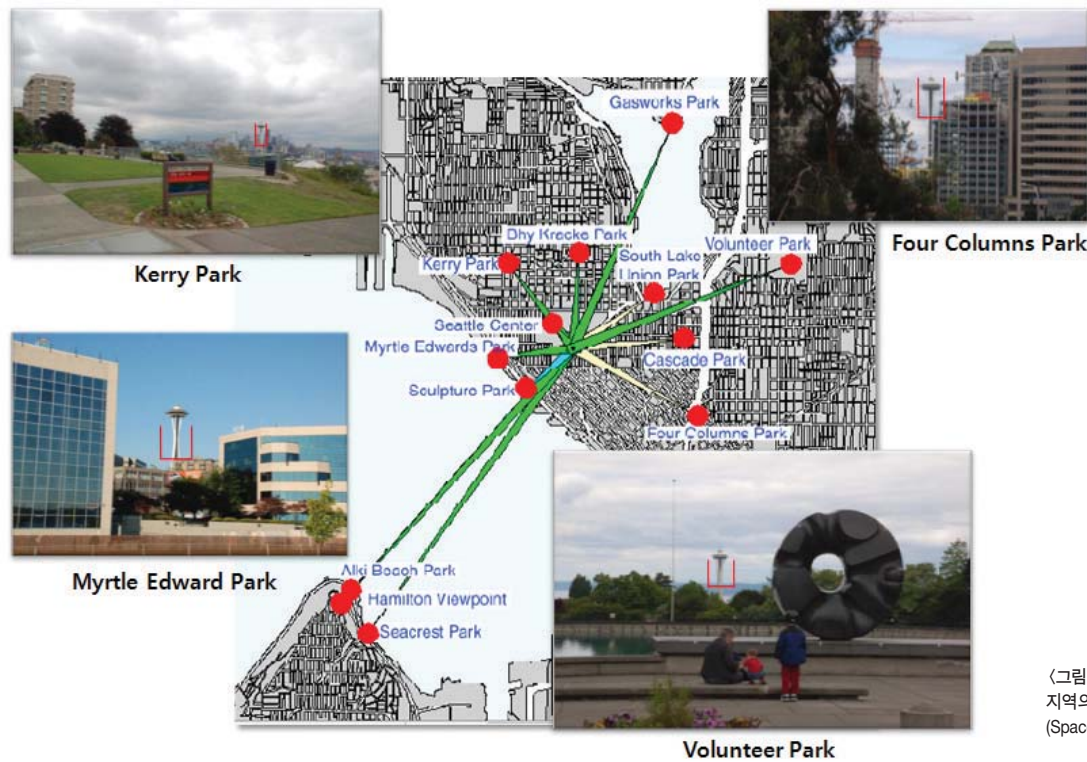 Gasworks Park
Bhy Kracke Park
Volunteer Park
Kerry Park
South Lake
Union Park
Seattle Center
Myrtle Edwards Park
Cascade Park
Sculpture Park
Four Columns Park
Alki Beach Park
Hamilton Viewpoint
Seacrest Park
Kerry Park
Four Columns Park
Myrtle Edward Park
Volunteer Park
〈그림
지역의
(Spac